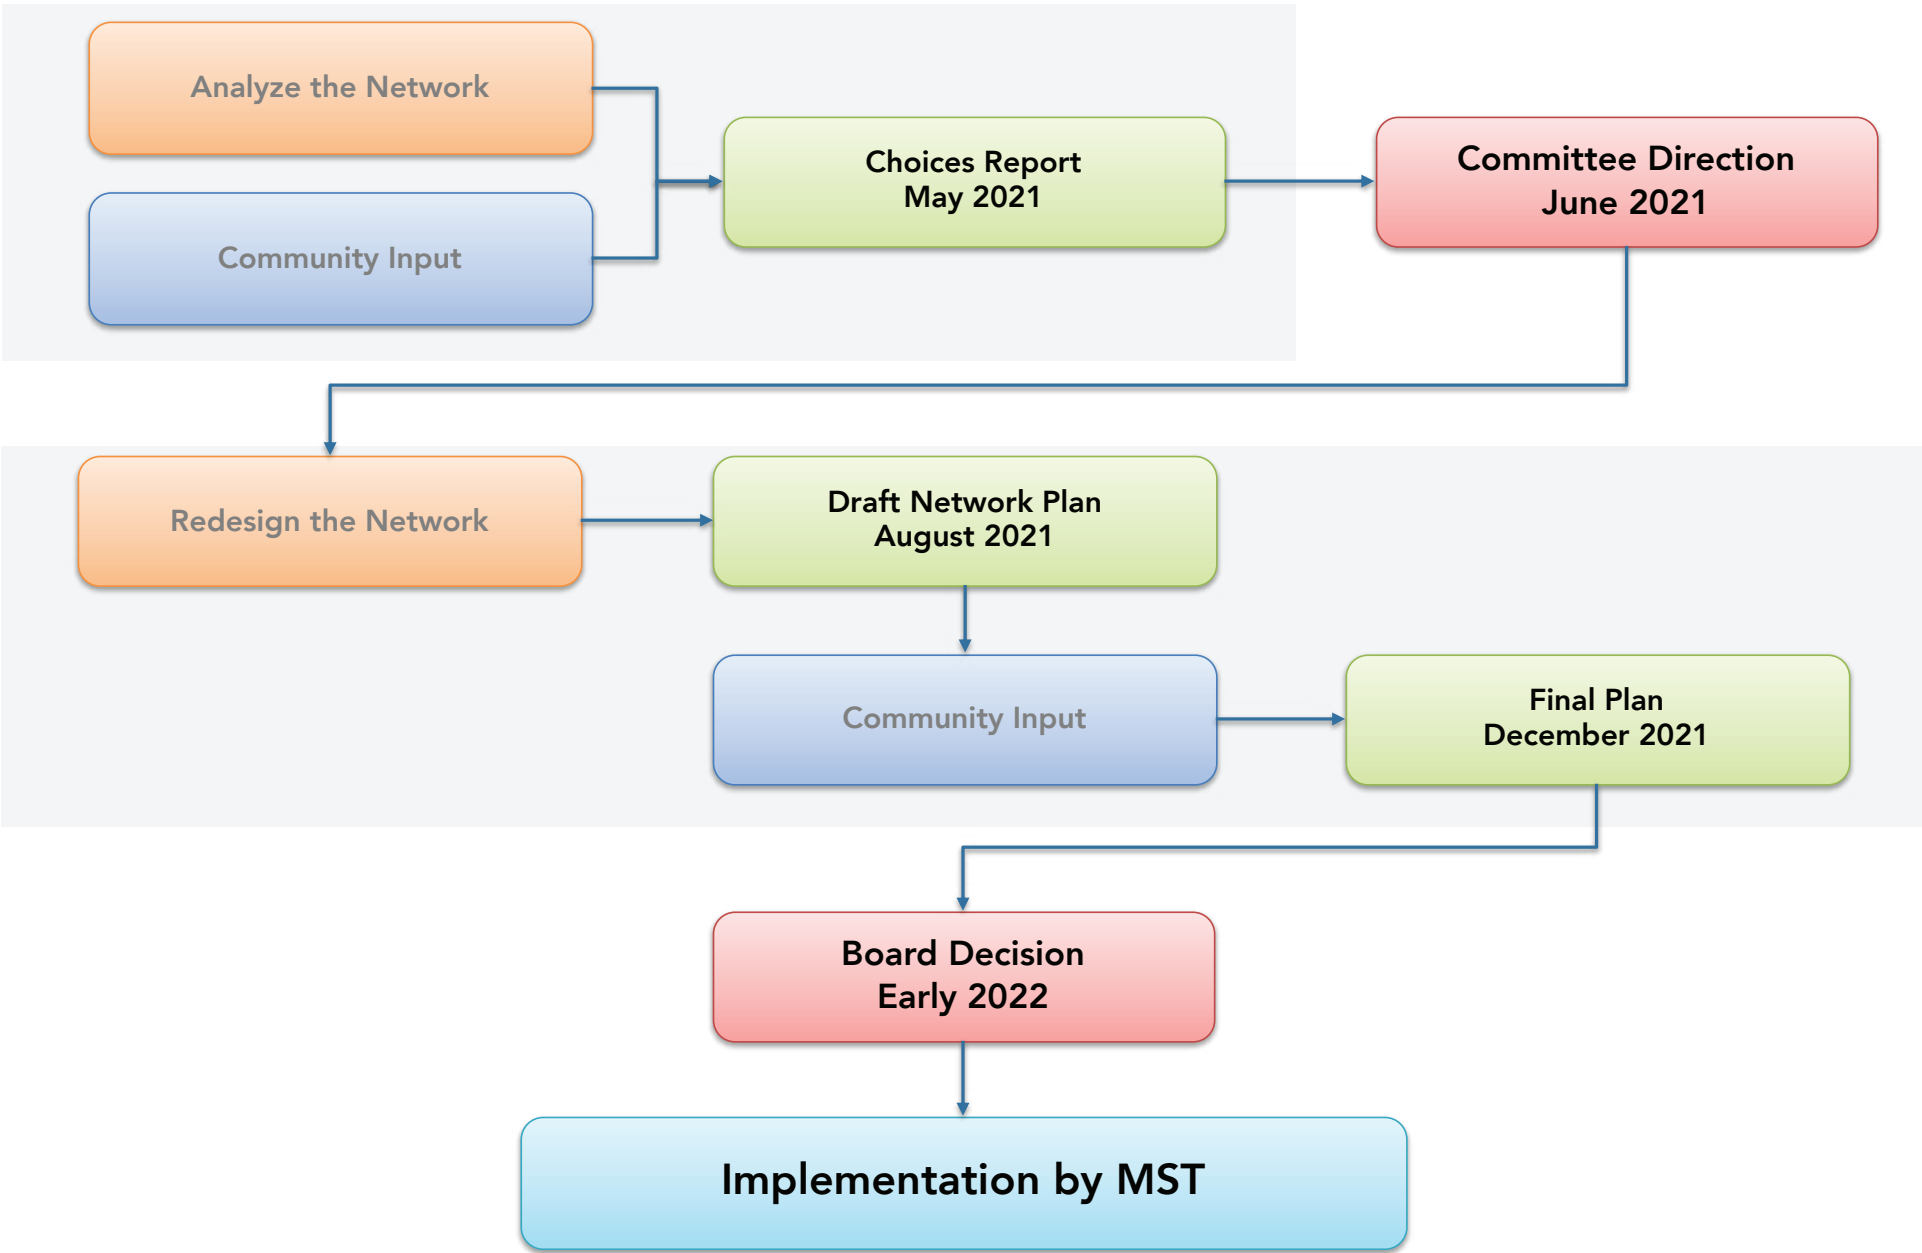 Analyze the Network
Community Input
Choices Report
May 2021
Committee Direction
June 2021
Redesign the Network
Draft Network Plan
August 2021
Community Input
Final Plan
December 2021
Board Decision
Early 2022
Implementation by MST